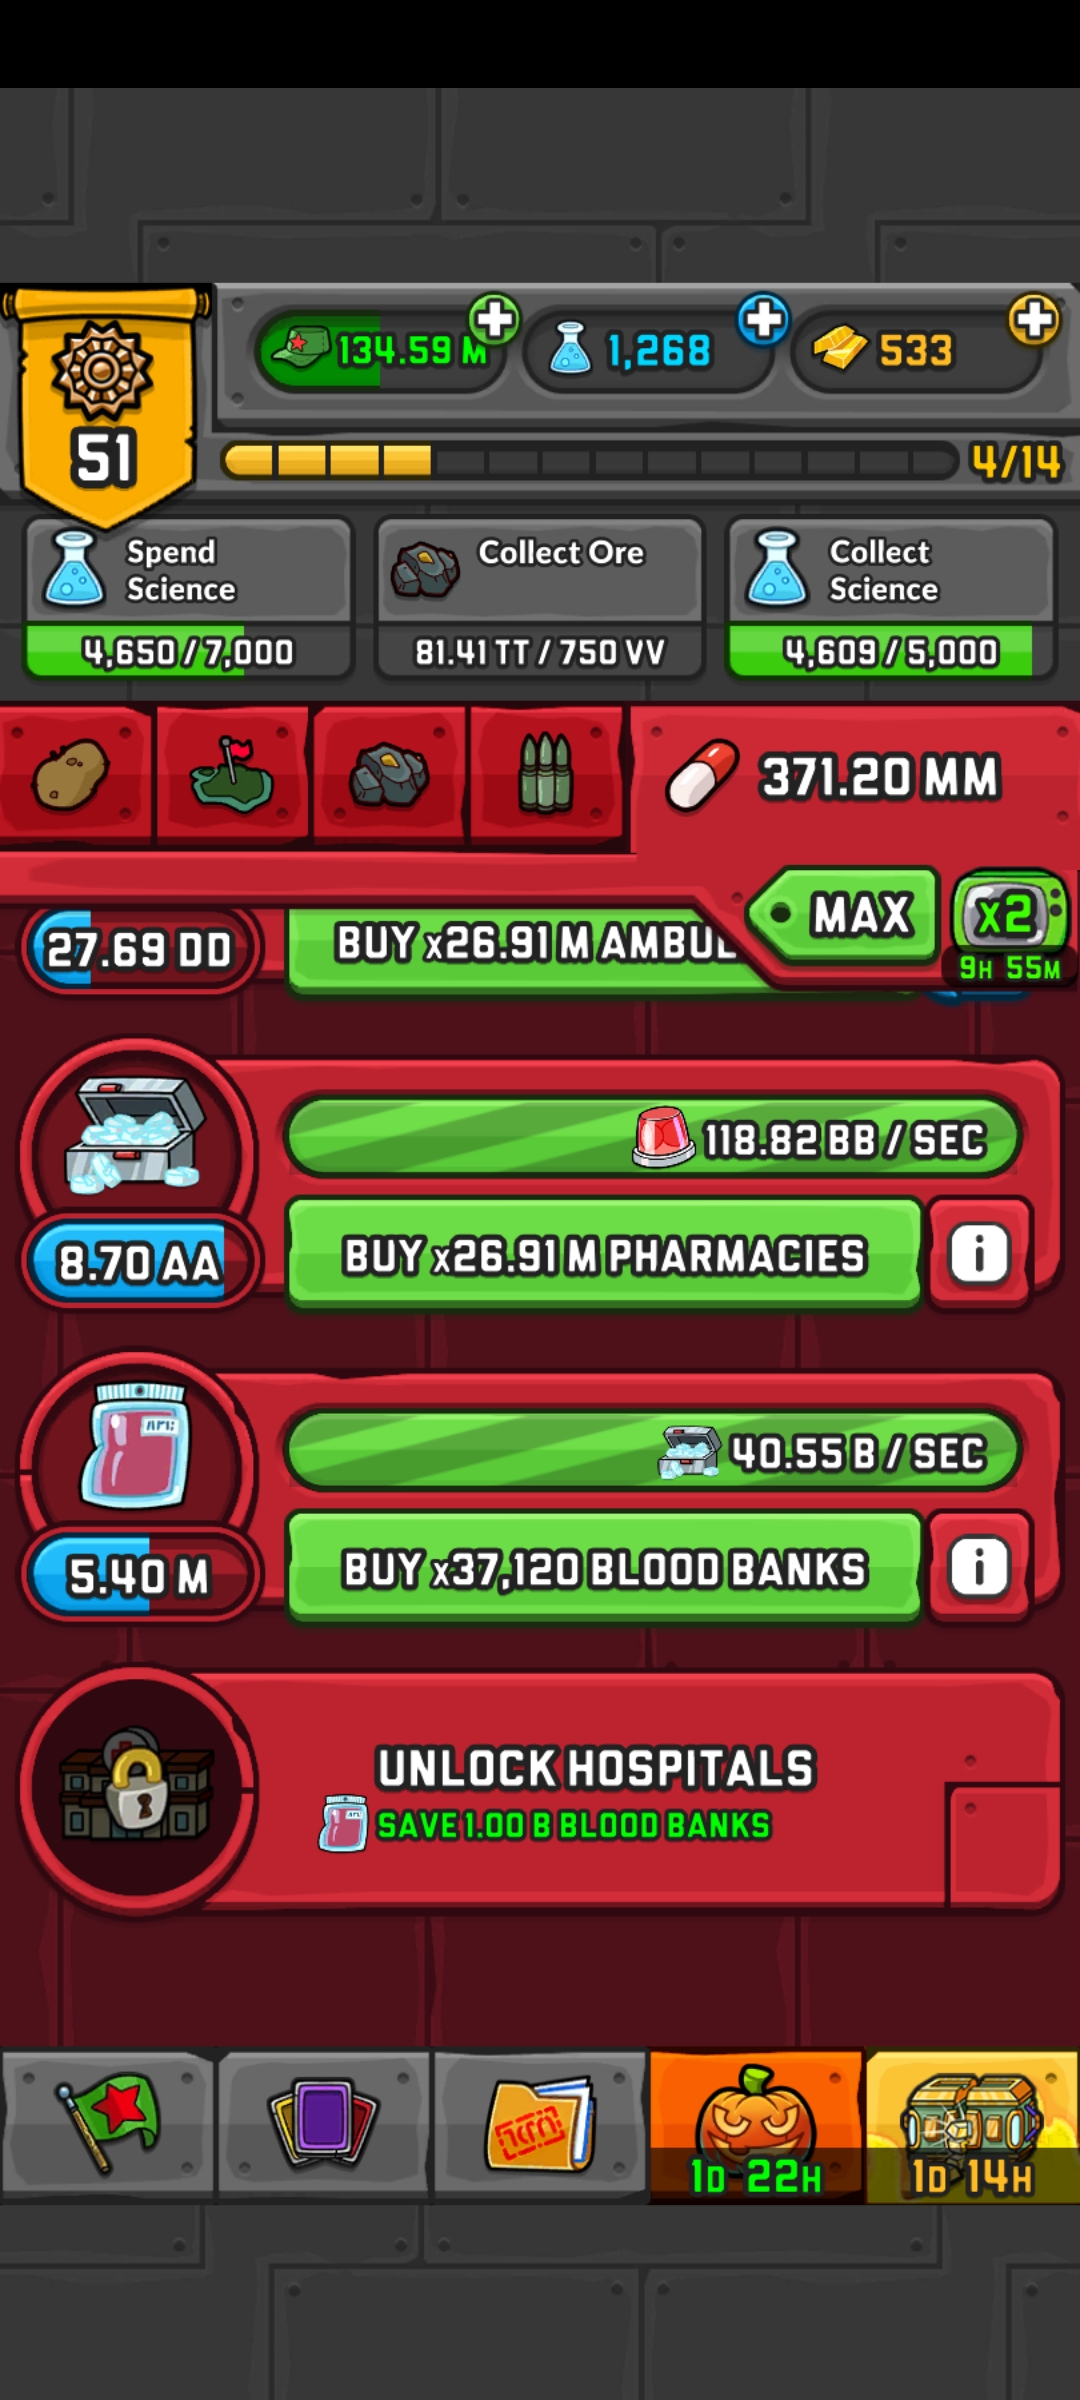 51
134.59 M
1,268
533
4/14
Spend
Science
4,650/7,000
Collect Ore
81.41 TT / 750 VV
Collect
Science
4,609/5,000
371.20 MM
MAX
x2
9H 55M
27.69 DD
BUY x26.91 M AMBUL
118.82 BB / SEC
8.70 AA
BUY x26.91 M PHARMACIES
i
40.55 B / SEC
5.40 M
BUY x37,120 BLOOD BANKS
i
UNLOCK HOSPITALS
SAVE 1.00 B BLOOD BANKS
1D 22H
1D 14H